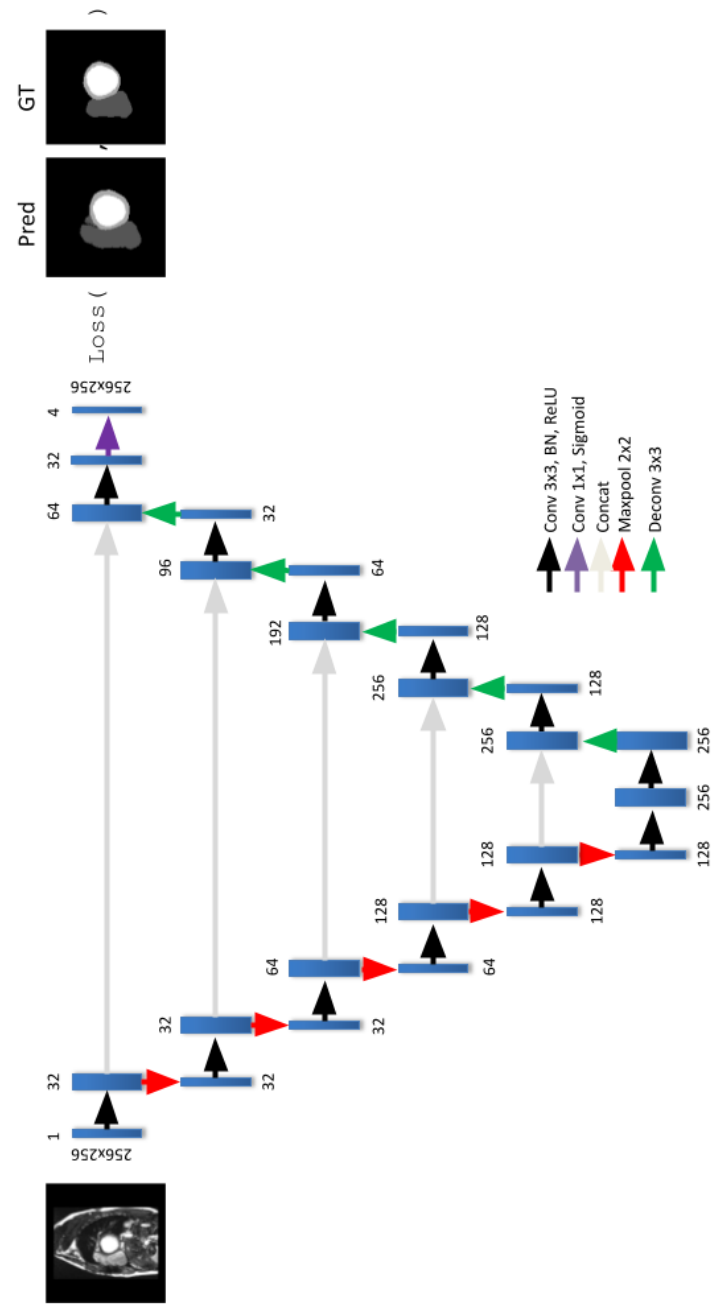 1
256x256
32
32
32
32
64
64
128
128
128
128
256
256
256
128
256
128
192
64
96
32
64
32
4
256x256
Loss( , )
Pred
GT
Conv 3x3, BN, ReLU
Conv 1x1, Sigmoid
Concat
Maxpool 2x2
Deconv 3x3